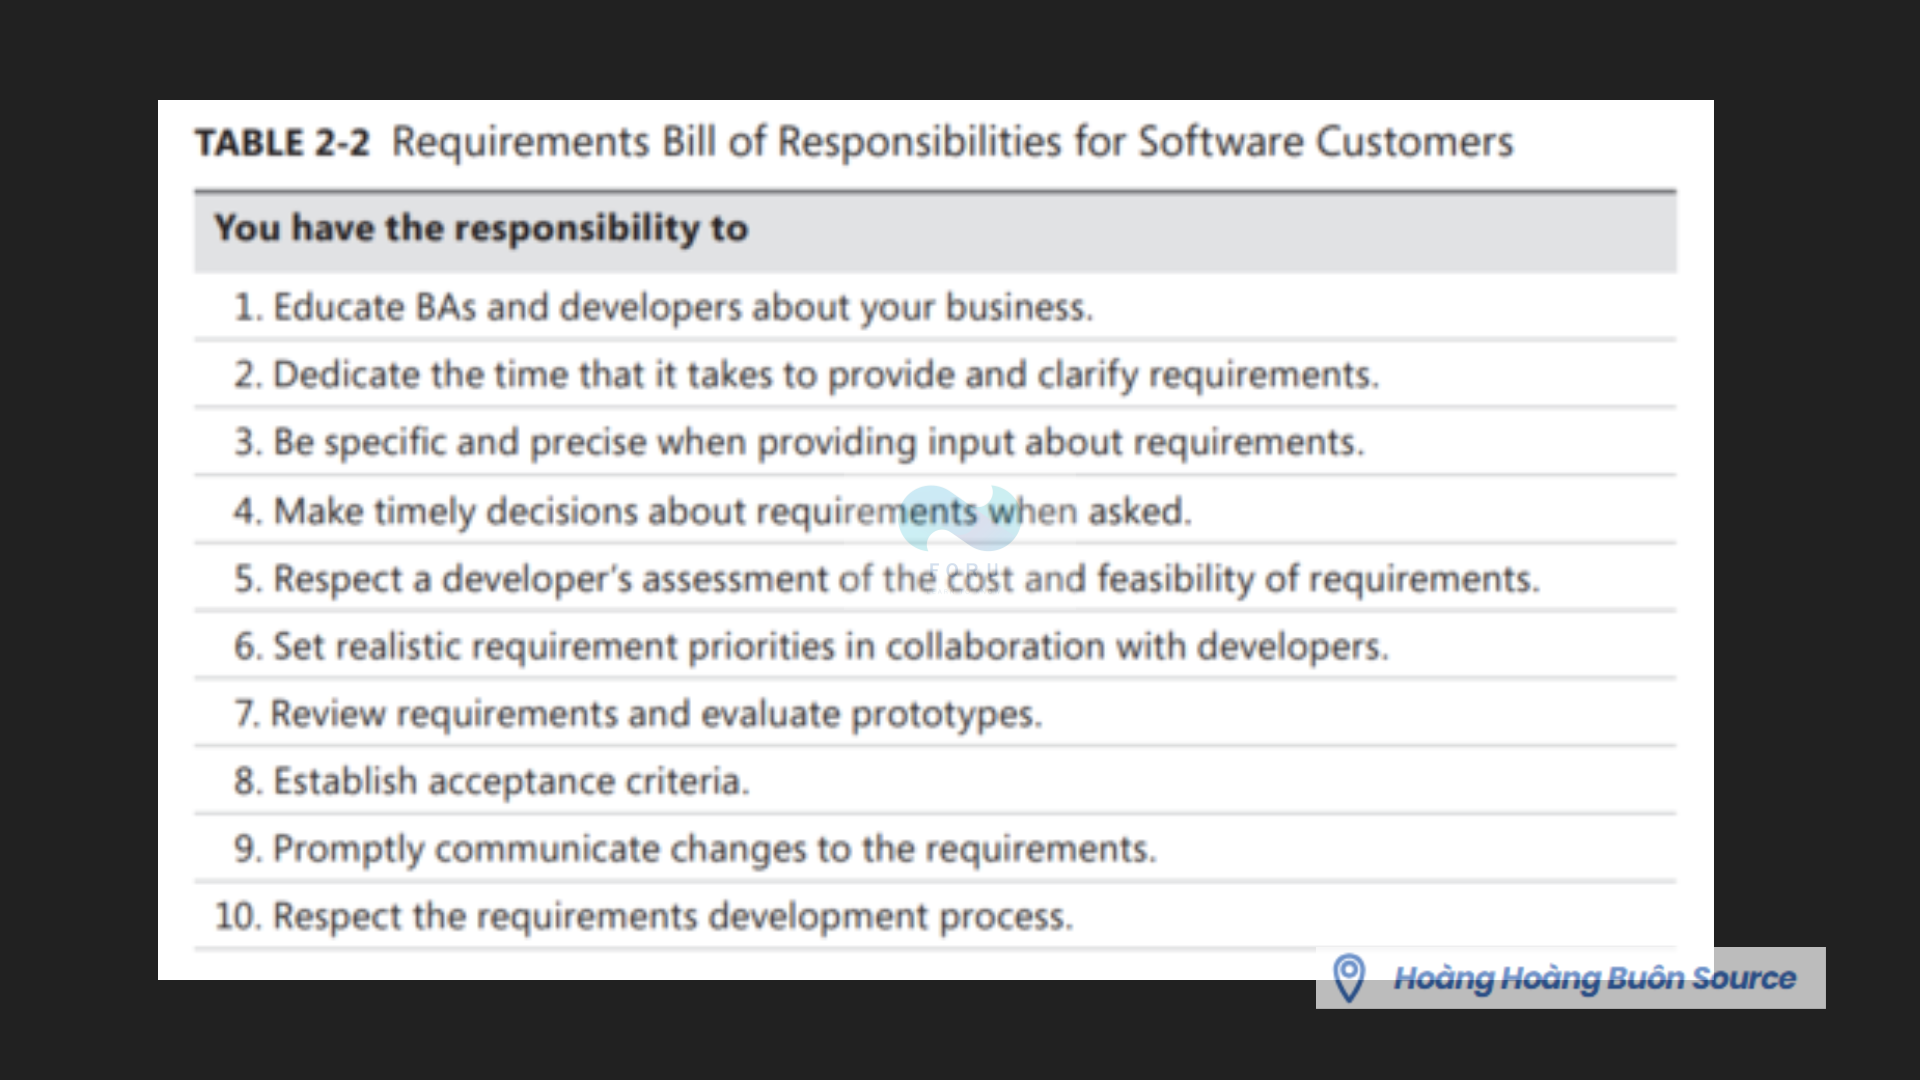 TABLE 2-2 Requirements Bill of Responsibilities for Software Customers
You have the responsibility to
1. Educate BAs and developers about your business.
2. Dedicate the time that it takes to provide and clarify requirements.
3. Be specific and precise when providing input about requirements.
4. Make timely decisions about requirements when asked.
5. Respect a developer’s assessment of the cost and feasibility of requirements.
6. Set realistic requirement priorities in collaboration with developers.
7. Review requirements and evaluate prototypes.
8. Establish acceptance criteria.
9. Promptly communicate changes to the requirements.
10. Respect the requirements development process.
Hoàng Hoàng Buôn Source